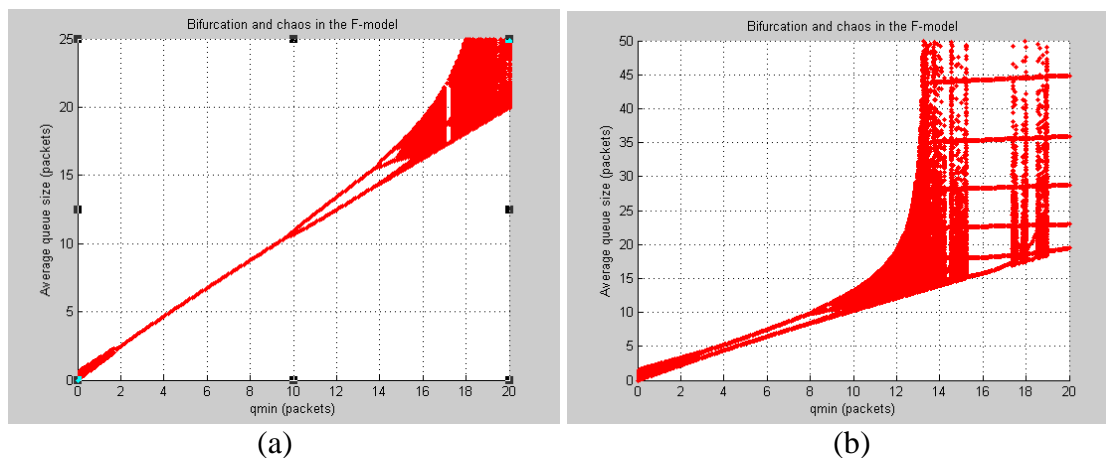 Bifurcation and chaos in the F-model
25
20
15
10
5
0
Average queue size (packets)
0 2 4 6 8 10 12 14 16 18 20
qmin (packets)
(a)
Bifurcation and chaos in the F-model
50
45
40
35
30
25
20
15
10
5
0
Average queue size (packets)
0 2 4 6 8 10 12 14 16 18 20
qmin (packets)
(b)